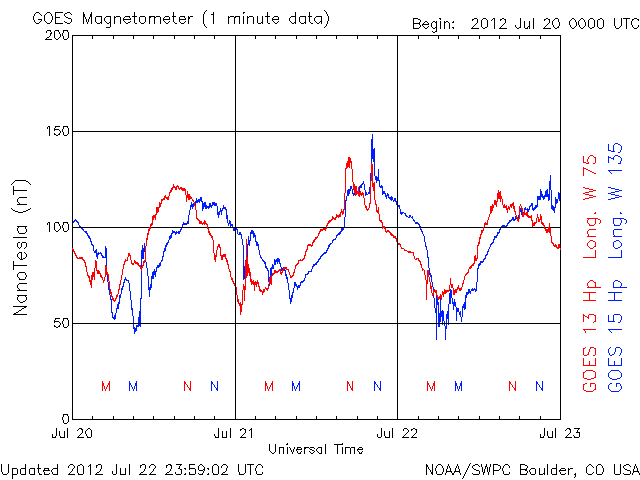 GOES Magnetometer (1 minute data)
Begin: 2012 Jul 20 0000 UTC
200
150
100
50
0
NanoTesla (nT)
M M N N M M N N M M N N
Jul 20 Jul 21 Jul 22 Jul 23
Universal Time
GOES 13 Hp Long. W 75
GOES 15 Hp Long. W 135
Updated 2012 Jul 22 23:59:02 UTC
NOAA/SWPC Boulder, CO USA